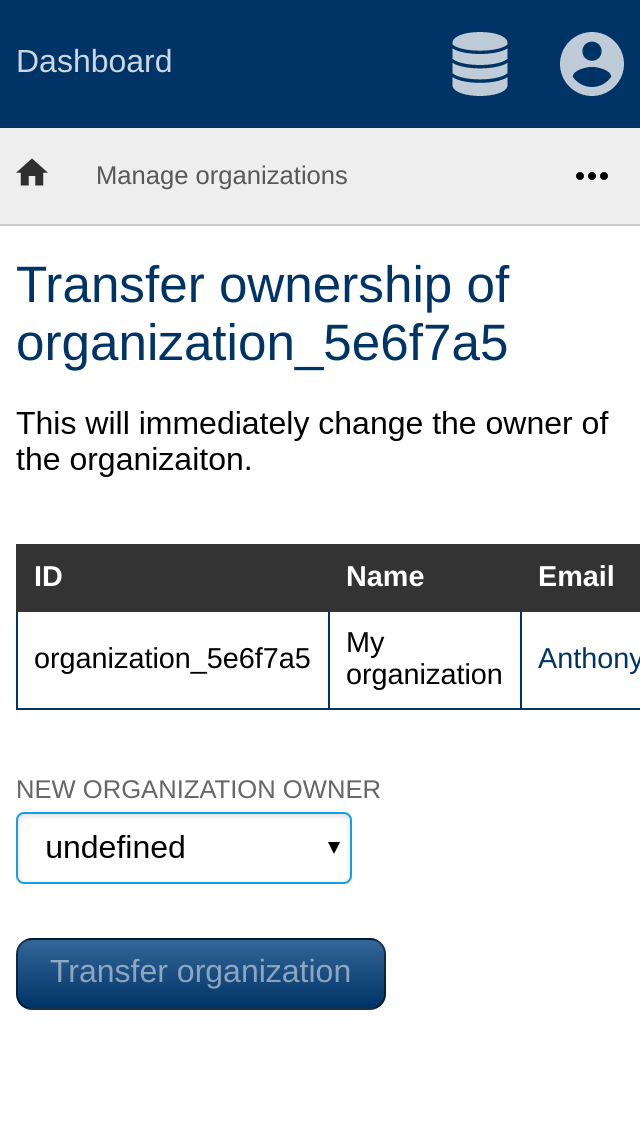 Dashboard
Manage organizations
Transfer ownership of
organization_5e6f7a5
This will immediately change the owner of
the organizaiton.
ID Name Email
organization_5e6f7a5 My organization Anthony
NEW ORGANIZATION OWNER
undefined
Transfer organization